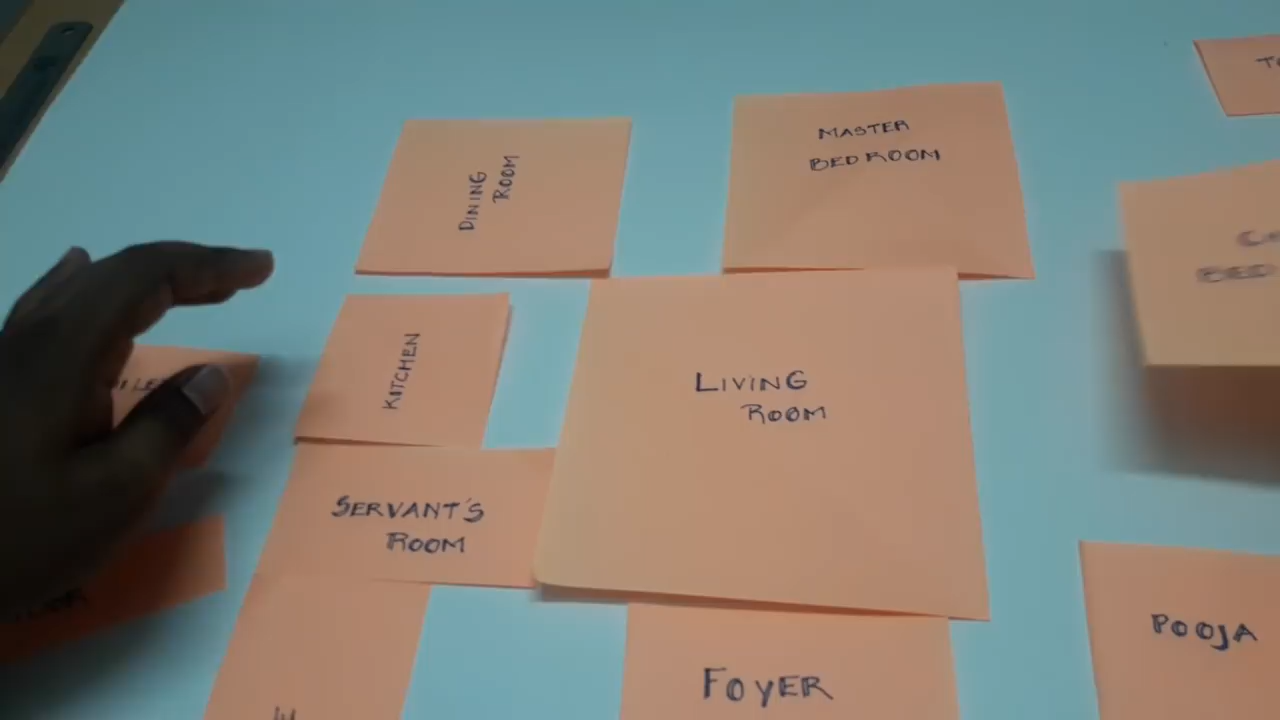 MASTER
BEDROOM
DINING
ROOM
KITCHEN
LIVING
ROOM
SERVANT'S
ROOM
POOJA
FOYER